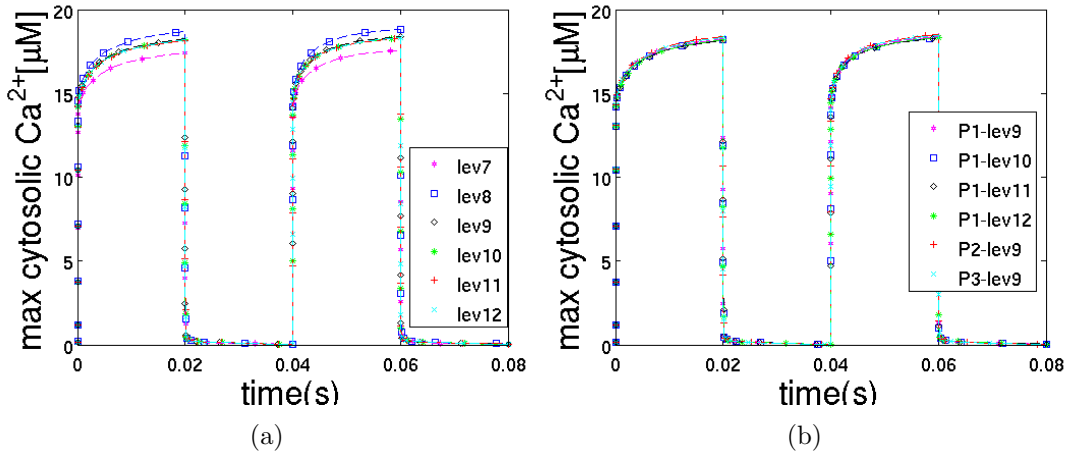 max cytosolic Ca2+[µM]
20
15
10
5
0
0 0.02 0.04 0.06 0.08
time(s)
lev7
lev8
lev9
lev10
lev11
lev12
(a)
max cytosolic Ca2+[µM]
20
15
10
5
0
0 0.02 0.04 0.06 0.08
time(s)
P1-lev9
P1-lev10
P1-lev11
P1-lev12
P2-lev9
P3-lev9
(b)